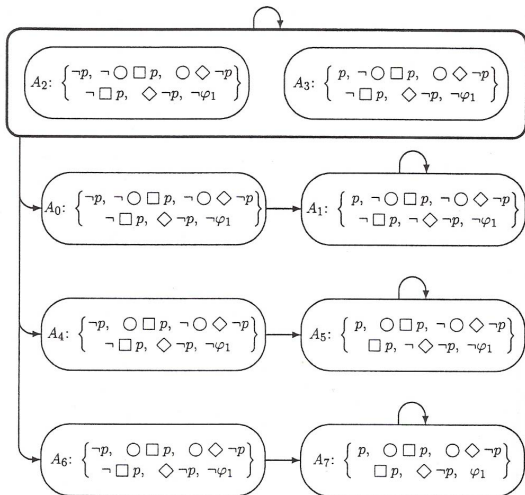 A₂: {¬p, ¬○□p, ○◇¬p
¬□p, ◇¬p, ¬φ₁}
A₃: {p, ¬○□p, ○◇¬p
¬□p, ◇¬p, ¬φ₁}
A₀: {¬p, ¬○□p, ¬○◇¬p
¬□p, ◇¬p, ¬φ₁}
A₁: {p, ¬○□p, ¬○◇¬p
¬□p, ¬◇¬p, ¬φ₁}
A₄: {¬p, ○□p, ¬○◇¬p
¬□p, ◇¬p, ¬φ₁}
A₅: {p, ○□p, ¬○◇¬p
□p, ¬◇¬p, ¬φ₁}
A₆: {¬p, ○□p, ○◇¬p
¬□p, ◇¬p, ¬φ₁}
A₇: {p, ○□p, ○◇¬p
□p, ◇¬p, φ₁}